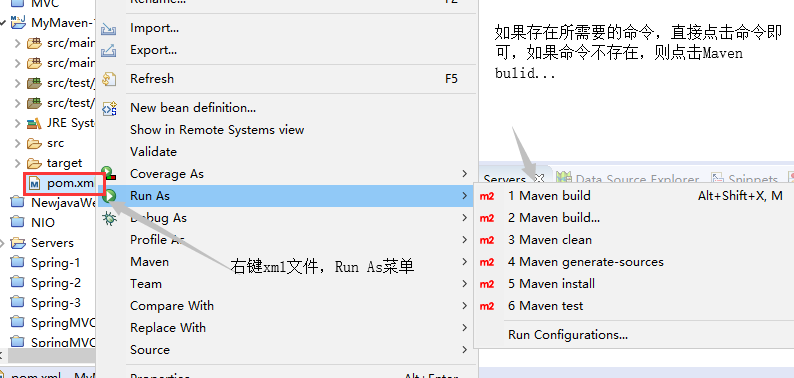 MVC
MyMaven-
src/main
src/main
src/test/j
src/test/
JRE Syste
src
target
pom.xm
NewjavaWe
NIO
Servers
Spring-1
Spring-2
Spring-3
SpringMVC
SpringMVC
Rename...
F2
Import...
Export...
Refresh
F5
New bean definition...
Show in Remote Systems view
Validate
Coverage As
Run As
Debug As
Profile As
Maven
Team
Compare With
Replace With
Source
Properties
Alt+Enter
如果存在所需要的命令，直接点击命令即
可，如果命令不存在，则点击Maven
bulid...
Servers
Data Source Explorer
Snippets
1 Maven build
Alt+Shift+X, M
2 Maven build...
3 Maven clean
4 Maven generate-sources
5 Maven install
6 Maven test
Run Configurations...
右键xml文件，Run As菜单